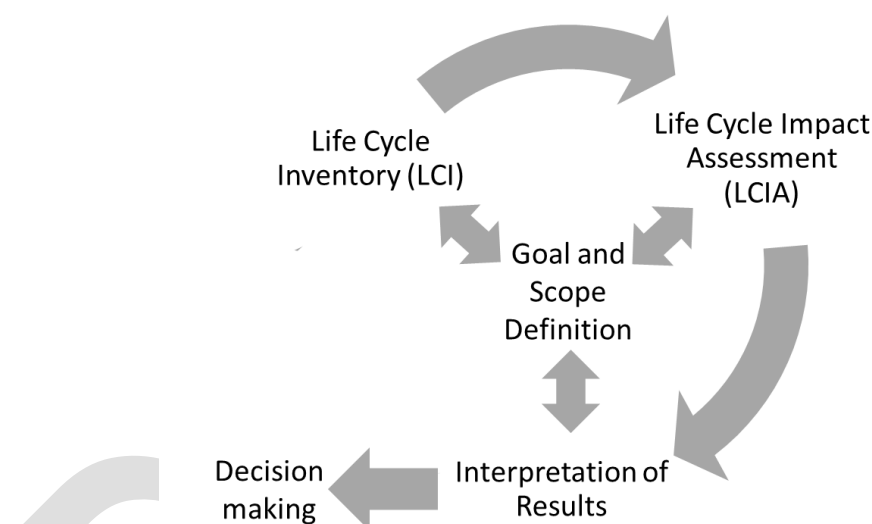 Life Cycle
Inventory (LCI)
Life Cycle Impact
Assessment
(LCIA)
Goal and
Scope
Definition
Decision
making
Interpretation of
Results